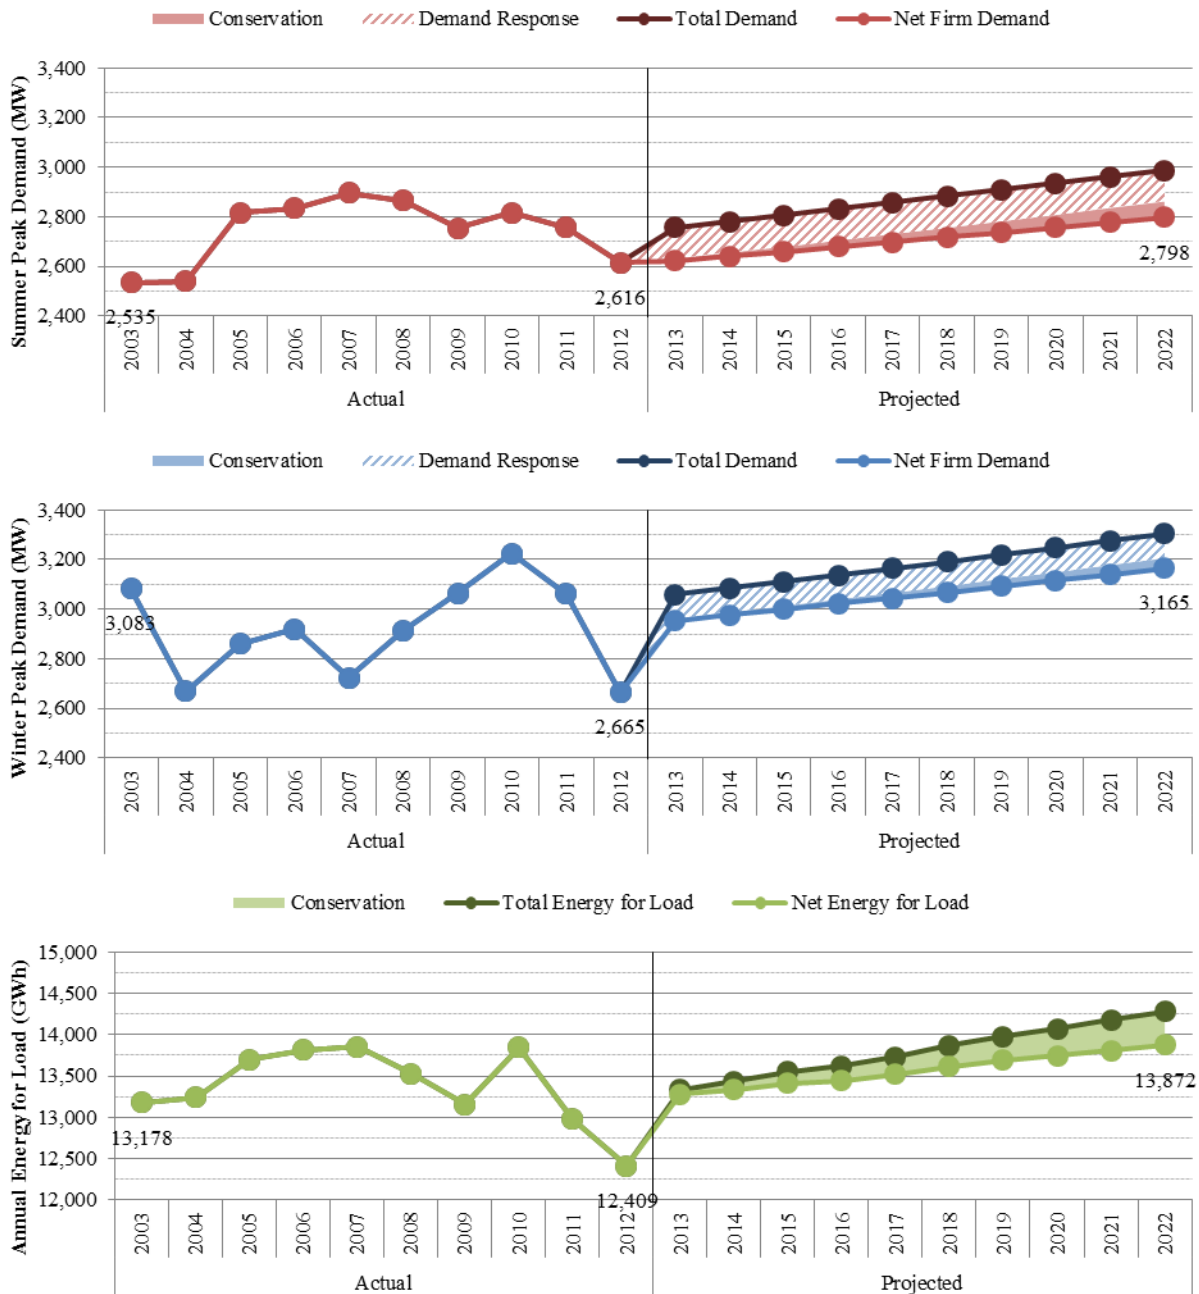 Conservation Demand Response Total Demand Net Firm Demand
Summer Peak Demand (MW)
3,400
3,200
3,000
2,800
2,600
2,400
2,535
2,616
2,798
2003 2004 2005 2006 2007 2008 2009 2010 2011 2012 2013 2014 2015 2016 2017 2018 2019 2020 2021 2022
Actual Projected
Conservation Demand Response Total Demand Net Firm Demand
Winter Peak Demand (MW)
3,400
3,200
3,000
2,800
2,600
2,400
3,083
2,665
3,165
2003 2004 2005 2006 2007 2008 2009 2010 2011 2012 2013 2014 2015 2016 2017 2018 2019 2020 2021 2022
Actual Projected
Conservation Total Energy for Load Net Energy for Load
Annual Energy for Load (GWh)
15,000
14,500
14,000
13,500
13,000
12,500
12,000
13,178
12,409
13,872
2003 2004 2005 2006 2007 2008 2009 2010 2011 2012 2013 2014 2015 2016 2017 2018 2019 2020 2021 2022
Actual Projected